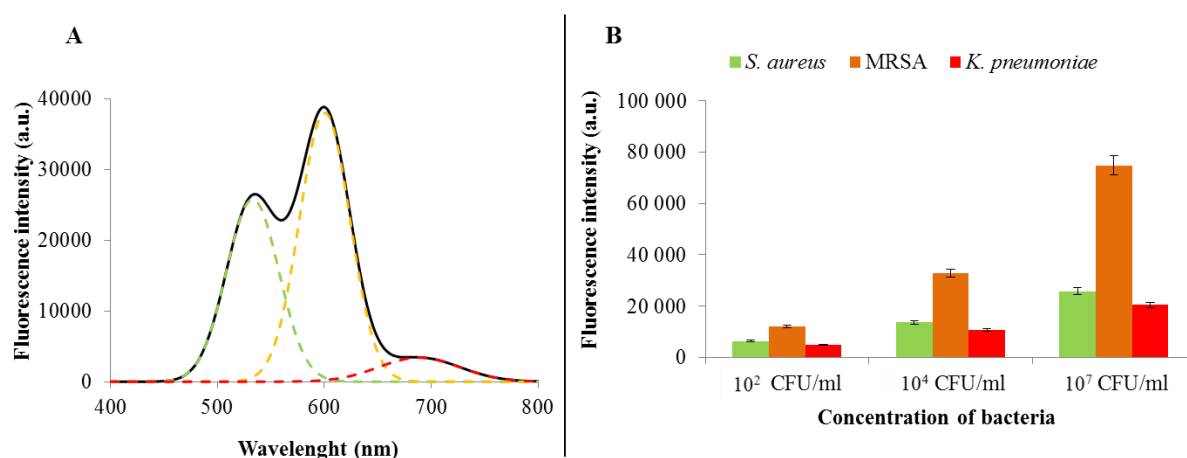 A
Fluorescence intensity (a.u.)
40000
30000
20000
10000
0
400 500 600 700 800
Wavelenght (nm)
B
S. aureus MRSA K. pneumoniae
Fluorescence intensity (a.u.)
100 000
80 000
60 000
40 000
20 000
0
10² CFU/ml 10⁴ CFU/ml 10⁷ CFU/ml
Concentration of bacteria